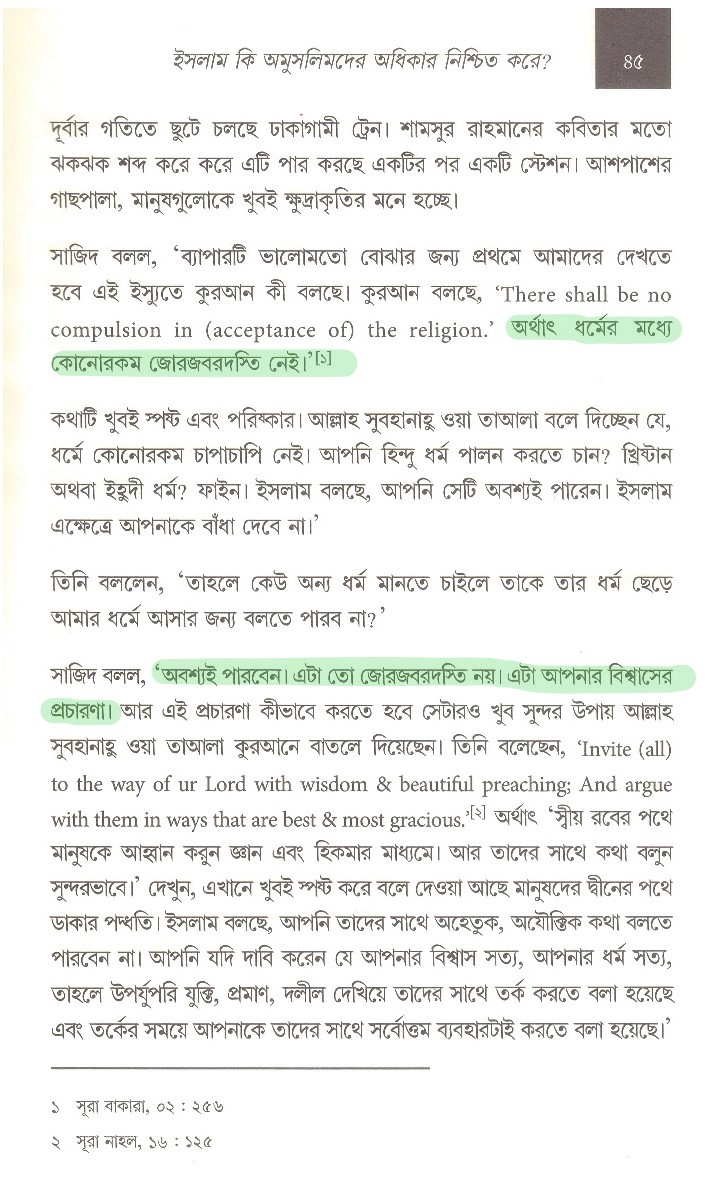 ইসলাম কি অমুসলিমদের অধিকার নিশ্চিত করে?
৪৫
দূর্বার গতিতে ছুটে চলছে ঢাকাগামী ট্রেন। শামসুর রাহমানের কবিতার মতো
ঝকঝক শব্দ করে করে এটি পার করছে একটির পর একটি স্টেশন। আশপাশের
গাছপালা, মানুষগুলোকে খুবই ক্ষুদ্রাকৃতির মনে হচ্ছে।
সাজিদ বলল, ‘ব্যাপারটি ভালোমতো বোঝার জন্য প্রথমে আমাদের দেখতে
হবে এই ইস্যুতে কুরআন কী বলছে। কুরআন বলছে, ‘There shall be no
compulsion in (acceptance of) the religion.’ অর্থাৎ ধর্মের মধ্যে
কোনোরকম জোরজবরদস্তি নেই।’[১]
কথাটি খুবই স্পষ্ট এবং পরিষ্কার। আল্লাহ সুবহানাহু ওয়া তাআলা বলে দিচ্ছেন যে,
ধর্মে কোনোরকম চাপাচাপি নেই। আপনি হিন্দু ধর্ম পালন করতে চান? খ্রিষ্টান
অথবা ইহুদী ধর্ম? ফাইন। ইসলাম বলছে, আপনি সেটি অবশ্যই পারেন। ইসলাম
এক্ষেত্রে আপনাকে বাঁধা দেবে না।’
তিনি বললেন, ‘তাহলে কেউ অন্য ধর্ম মানতে চাইলে তাকে তার ধর্ম ছেড়ে
আমার ধর্মে আসার জন্য বলতে পারব না?’
সাজিদ বলল, ‘অবশ্যই পারবেন। এটা তো জোরজবরদস্তি নয়। এটা আপনার বিশ্বাসের
প্রচারণা। আর এই প্রচারণা কীভাবে করতে হবে সেটারও খুব সুন্দর উপায় আল্লাহ
সুবহানাহু ওয়া তাআলা কুরআনে বাতলে দিয়েছেন। তিনি বলেছেন, ‘Invite (all)
to the way of ur Lord with wisdom & beautiful preaching; And argue
with them in ways that are best & most gracious.’[২] অর্থাৎ ‘স্বীয় রবের পথে
মানুষকে আহ্বান করুন জ্ঞান এবং হিকমার মাধ্যমে। আর তাদের সাথে কথা বলুন
সুন্দরভাবে।’ দেখুন, এখানে খুবই স্পষ্ট করে বলে দেওয়া আছে মানুষদের দ্বীনের পথে
ডাকার পদ্ধতি। ইসলাম বলছে, আপনি তাদের সাথে অহেতুক, অযৌক্তিক কথা বলতে
পারবেন না। আপনি যদি দাবি করেন যে আপনার বিশ্বাস সত্য, আপনার ধর্ম সত্য,
তাহলে উপর্যুপরি যুক্তি, প্রমাণ, দলীল দেখিয়ে তাদের সাথে তর্ক করতে বলা হয়েছে
এবং তর্কের সময়ে আপনাকে তাদের সাথে সর্বোত্তম ব্যবহারটাই করতে বলা হয়েছে।’
১ সূরা বাকারা, ০২ : ২৫৬
২ সূরা নাহল, ১৬ : ১২৫